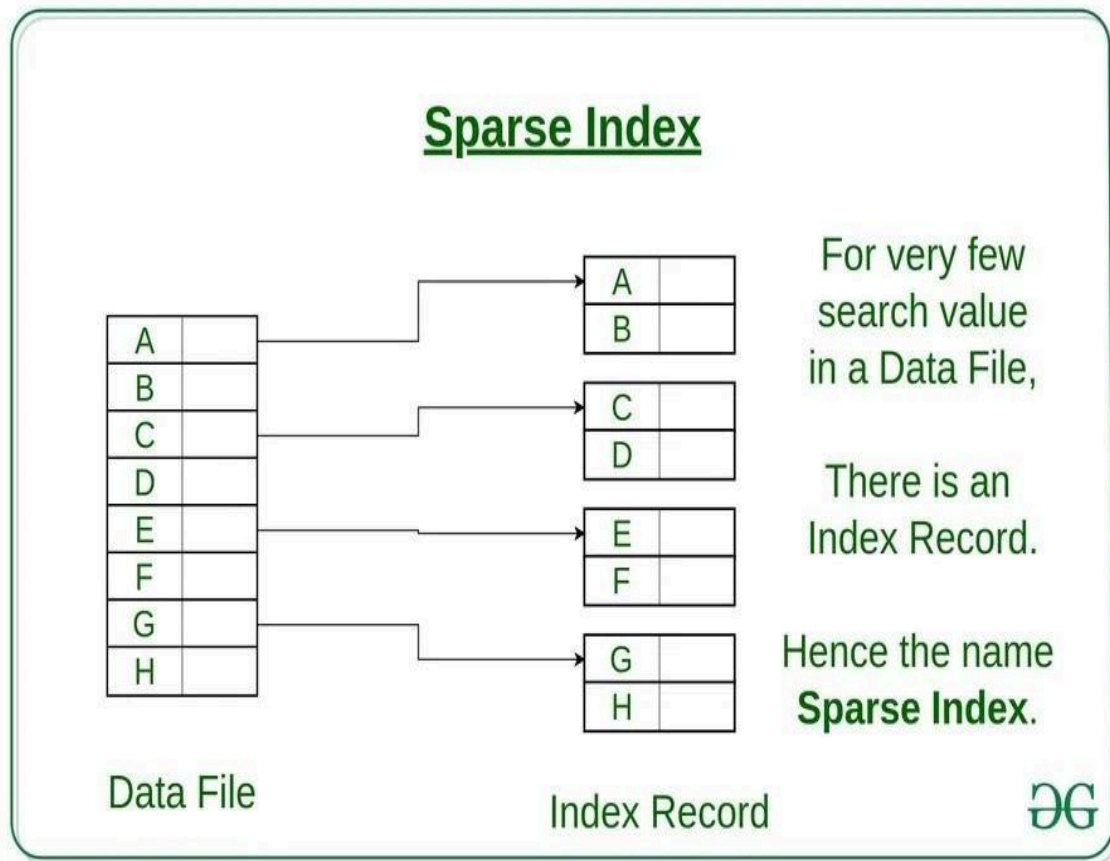 Sparse Index
A
B
C
D
E
F
G
H
Data File
A
B
C
D
E
F
G
H
Index Record
For very few
search value
in a Data File,
There is an
Index Record.
Hence the name
Sparse Index.